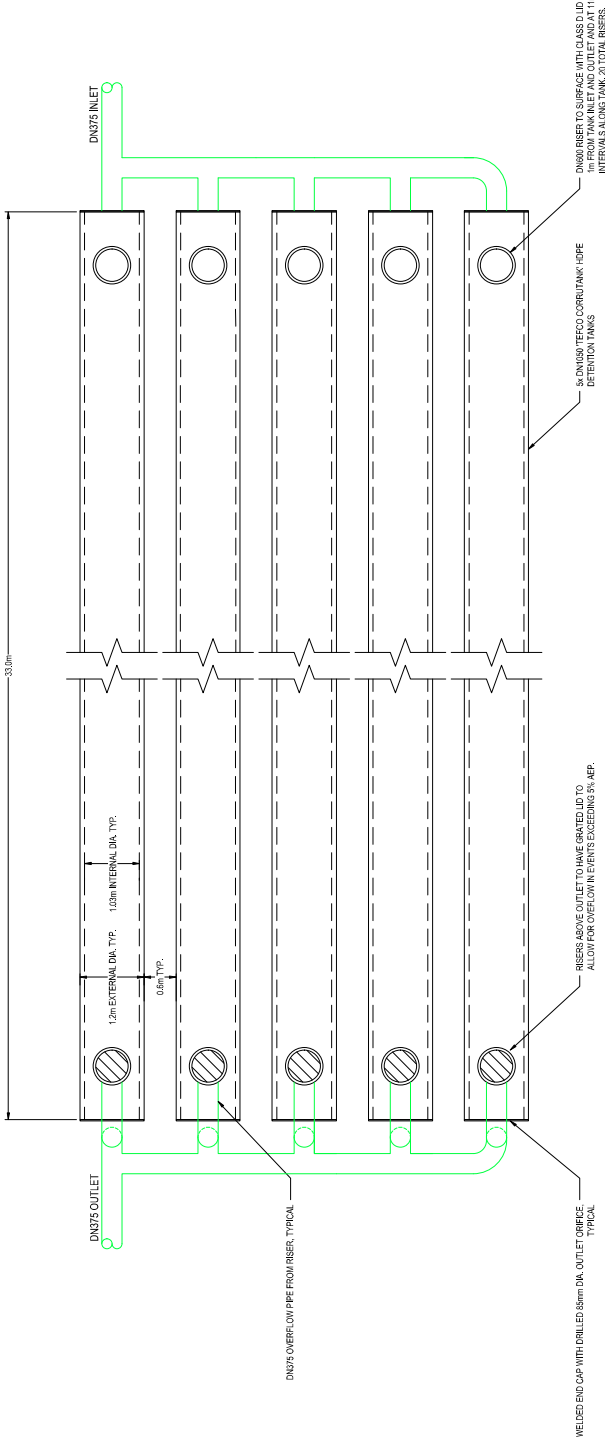 33.0m
DN375 INLET
DN375 OUTLET
1.2m EXTERNAL DIA. TYP.
1.03m INTERNAL DIA. TYP.
0.6m TYP.
DN375 OVERFLOW PIPE FROM RISER, TYPICAL
WELDED END CAP WITH DRILLED 85mm DIA. OUTLET ORIFICE,
TYPICAL
RISERS ABOVE OUTLET TO HAVE GRATED LID TO
ALLOW FOR OVERFLOW IN EVENTS EXCEEDING 5% AEP.
5x DN1050 'TEFCO CORRUTANK' HDPE
DETENTION TANKS
DN600 RISER TO SURFACE WITH CLASS D LID
1m FROM TANK INLET AND OUTLET AND AT 11
INTERVALS ALONG TANK. 20 TOTAL RISERS.